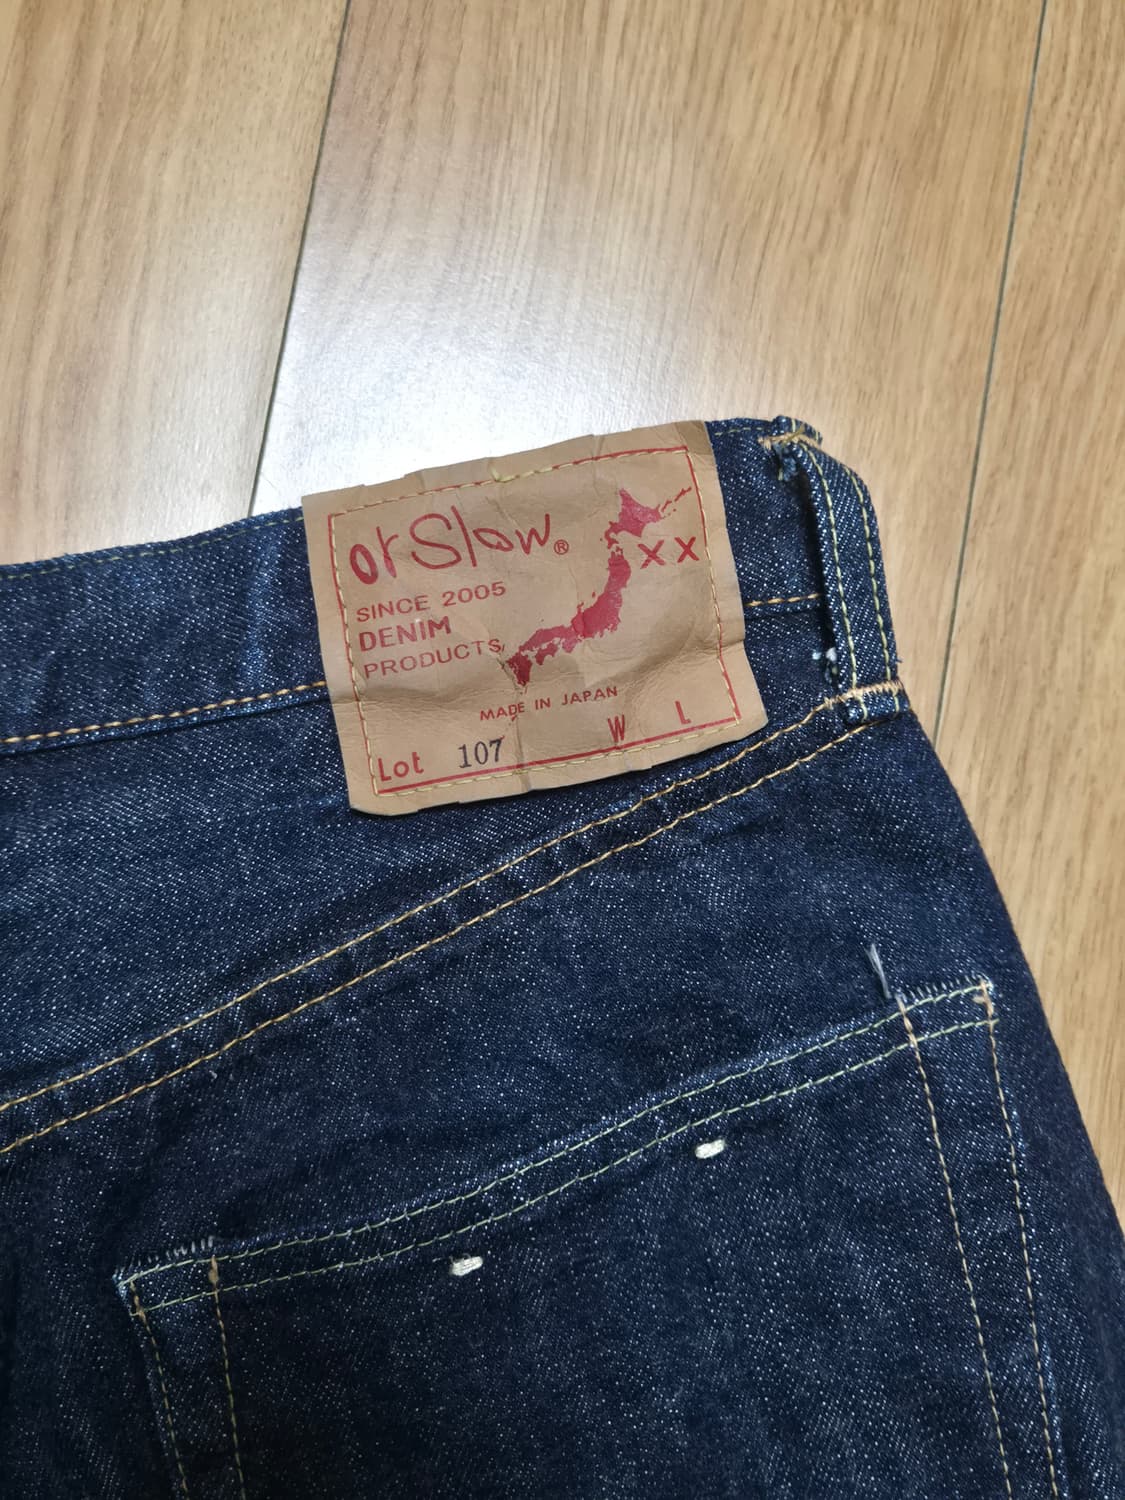 orSlow®
XX
SINCE 2005
DENIM
PRODUCTS
MADE IN JAPAN
Lot 107 W L